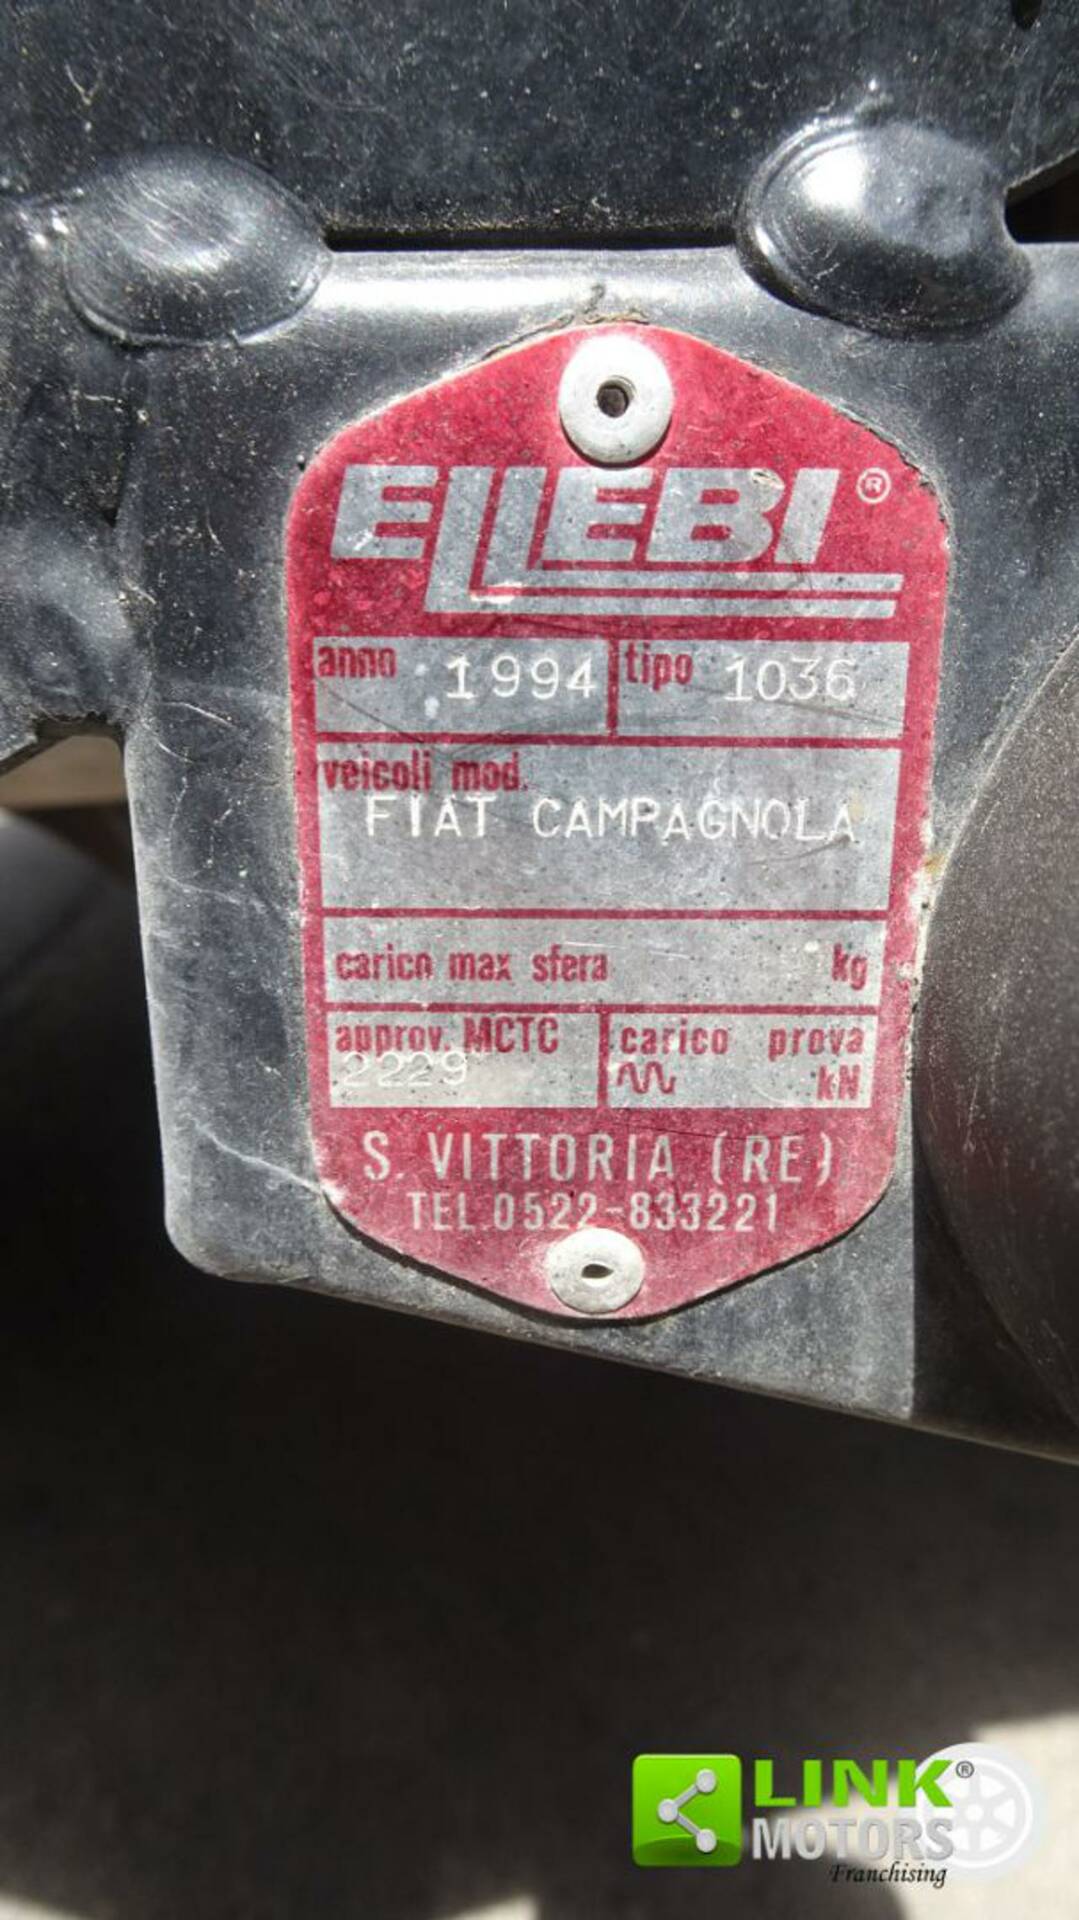 ELLEBI ®
anno 1994 tipo 1036
veicoli mod.
FIAT CAMPAGNOLA
carico max sfera kg
approv. MCTC carico prova
2229 kN
S. VITTORIA (RE)
TEL. 0522-833221
LINK®
MOTORS
Franchising